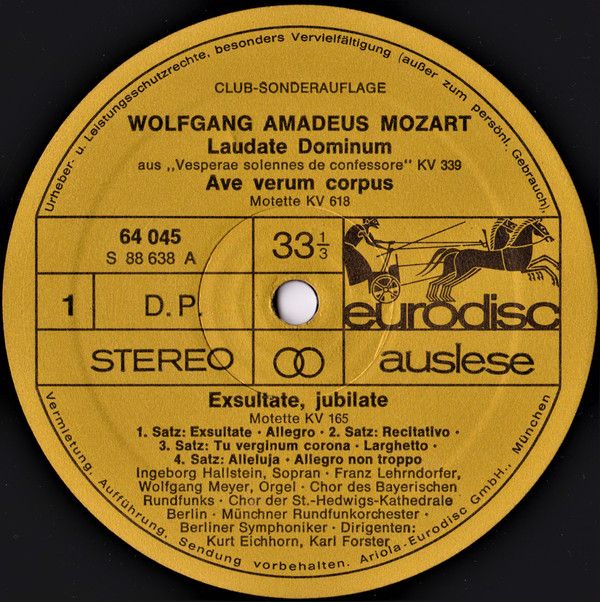 Urheber- u. Leistungsschutzrechte, besonders Vervielfältigung (außer zum persönl. Gebrauch),
CLUB-SONDERAUFLAGE
WOLFGANG AMADEUS MOZART
Laudate Dominum
aus „Vesperae solennes de confessore" KV 339
Ave verum corpus
Motette KV 618
64 045
S 88 638 A
33 1/3
1
D. P.
eurodisc
STEREO
auslese
Exsultate, jubilate
Motette KV 165
1. Satz: Exsultate · Allegro · 2. Satz: Recitativo ·
3. Satz: Tu verginum corona · Larghetto ·
4. Satz: Alleluja · Allegro non troppo
Ingeborg Hallstein, Sopran · Franz Lehrndorfer,
Wolfgang Meyer, Orgel · Chor des Bayerischen
Rundfunks · Chor der St.-Hedwigs-Kathedrale
Berlin · Münchner Rundfunkorchester ·
Berliner Symphoniker · Dirigenten:
Kurt Eichhorn, Karl Forster
Vermietung, Aufführung, Sendung vorbehalten. Ariola-Eurodisc GmbH., München